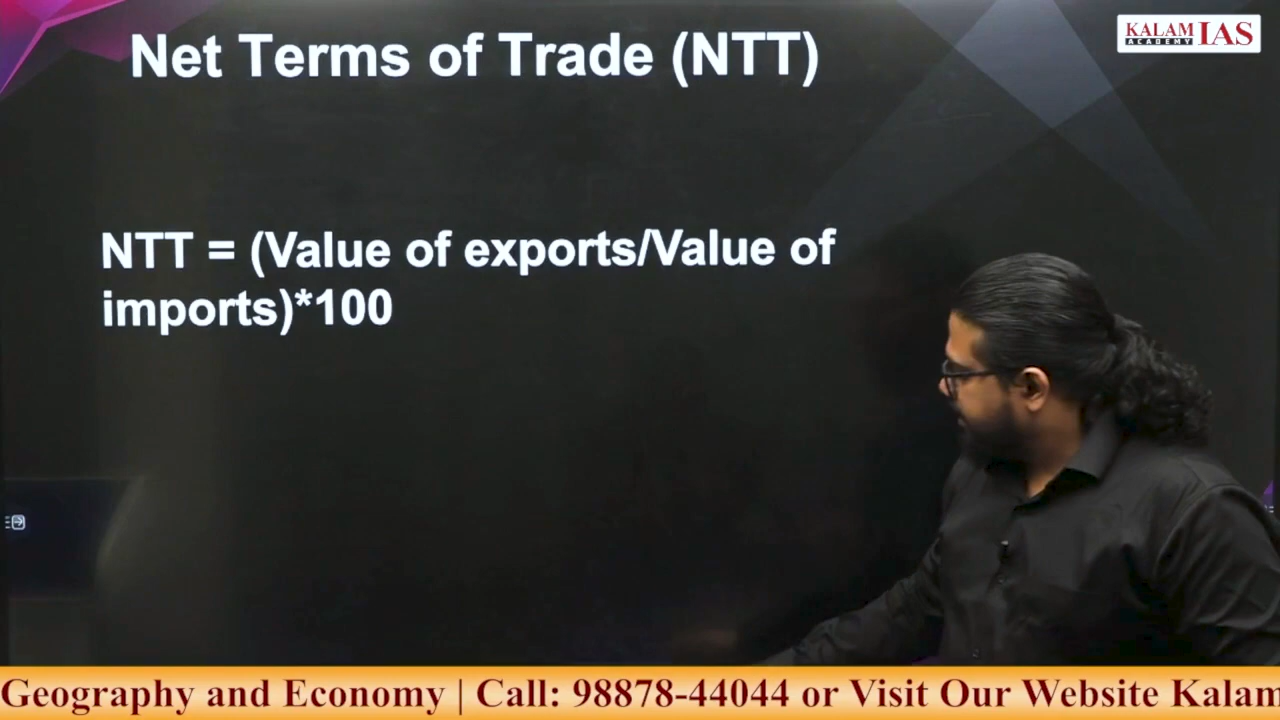 Net Terms of Trade (NTT)
KALAM IAS
ACADEMY
NTT = (Value of exports/Value of
imports)*100
Geography and Economy | Call: 98878-44044 or Visit Our Website Kalam